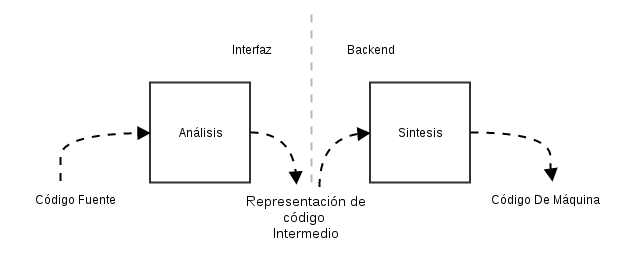 Interfaz
Backend
Análisis
Sintesis
Código Fuente
Representación de
código
Intermedio
Código De Máquina